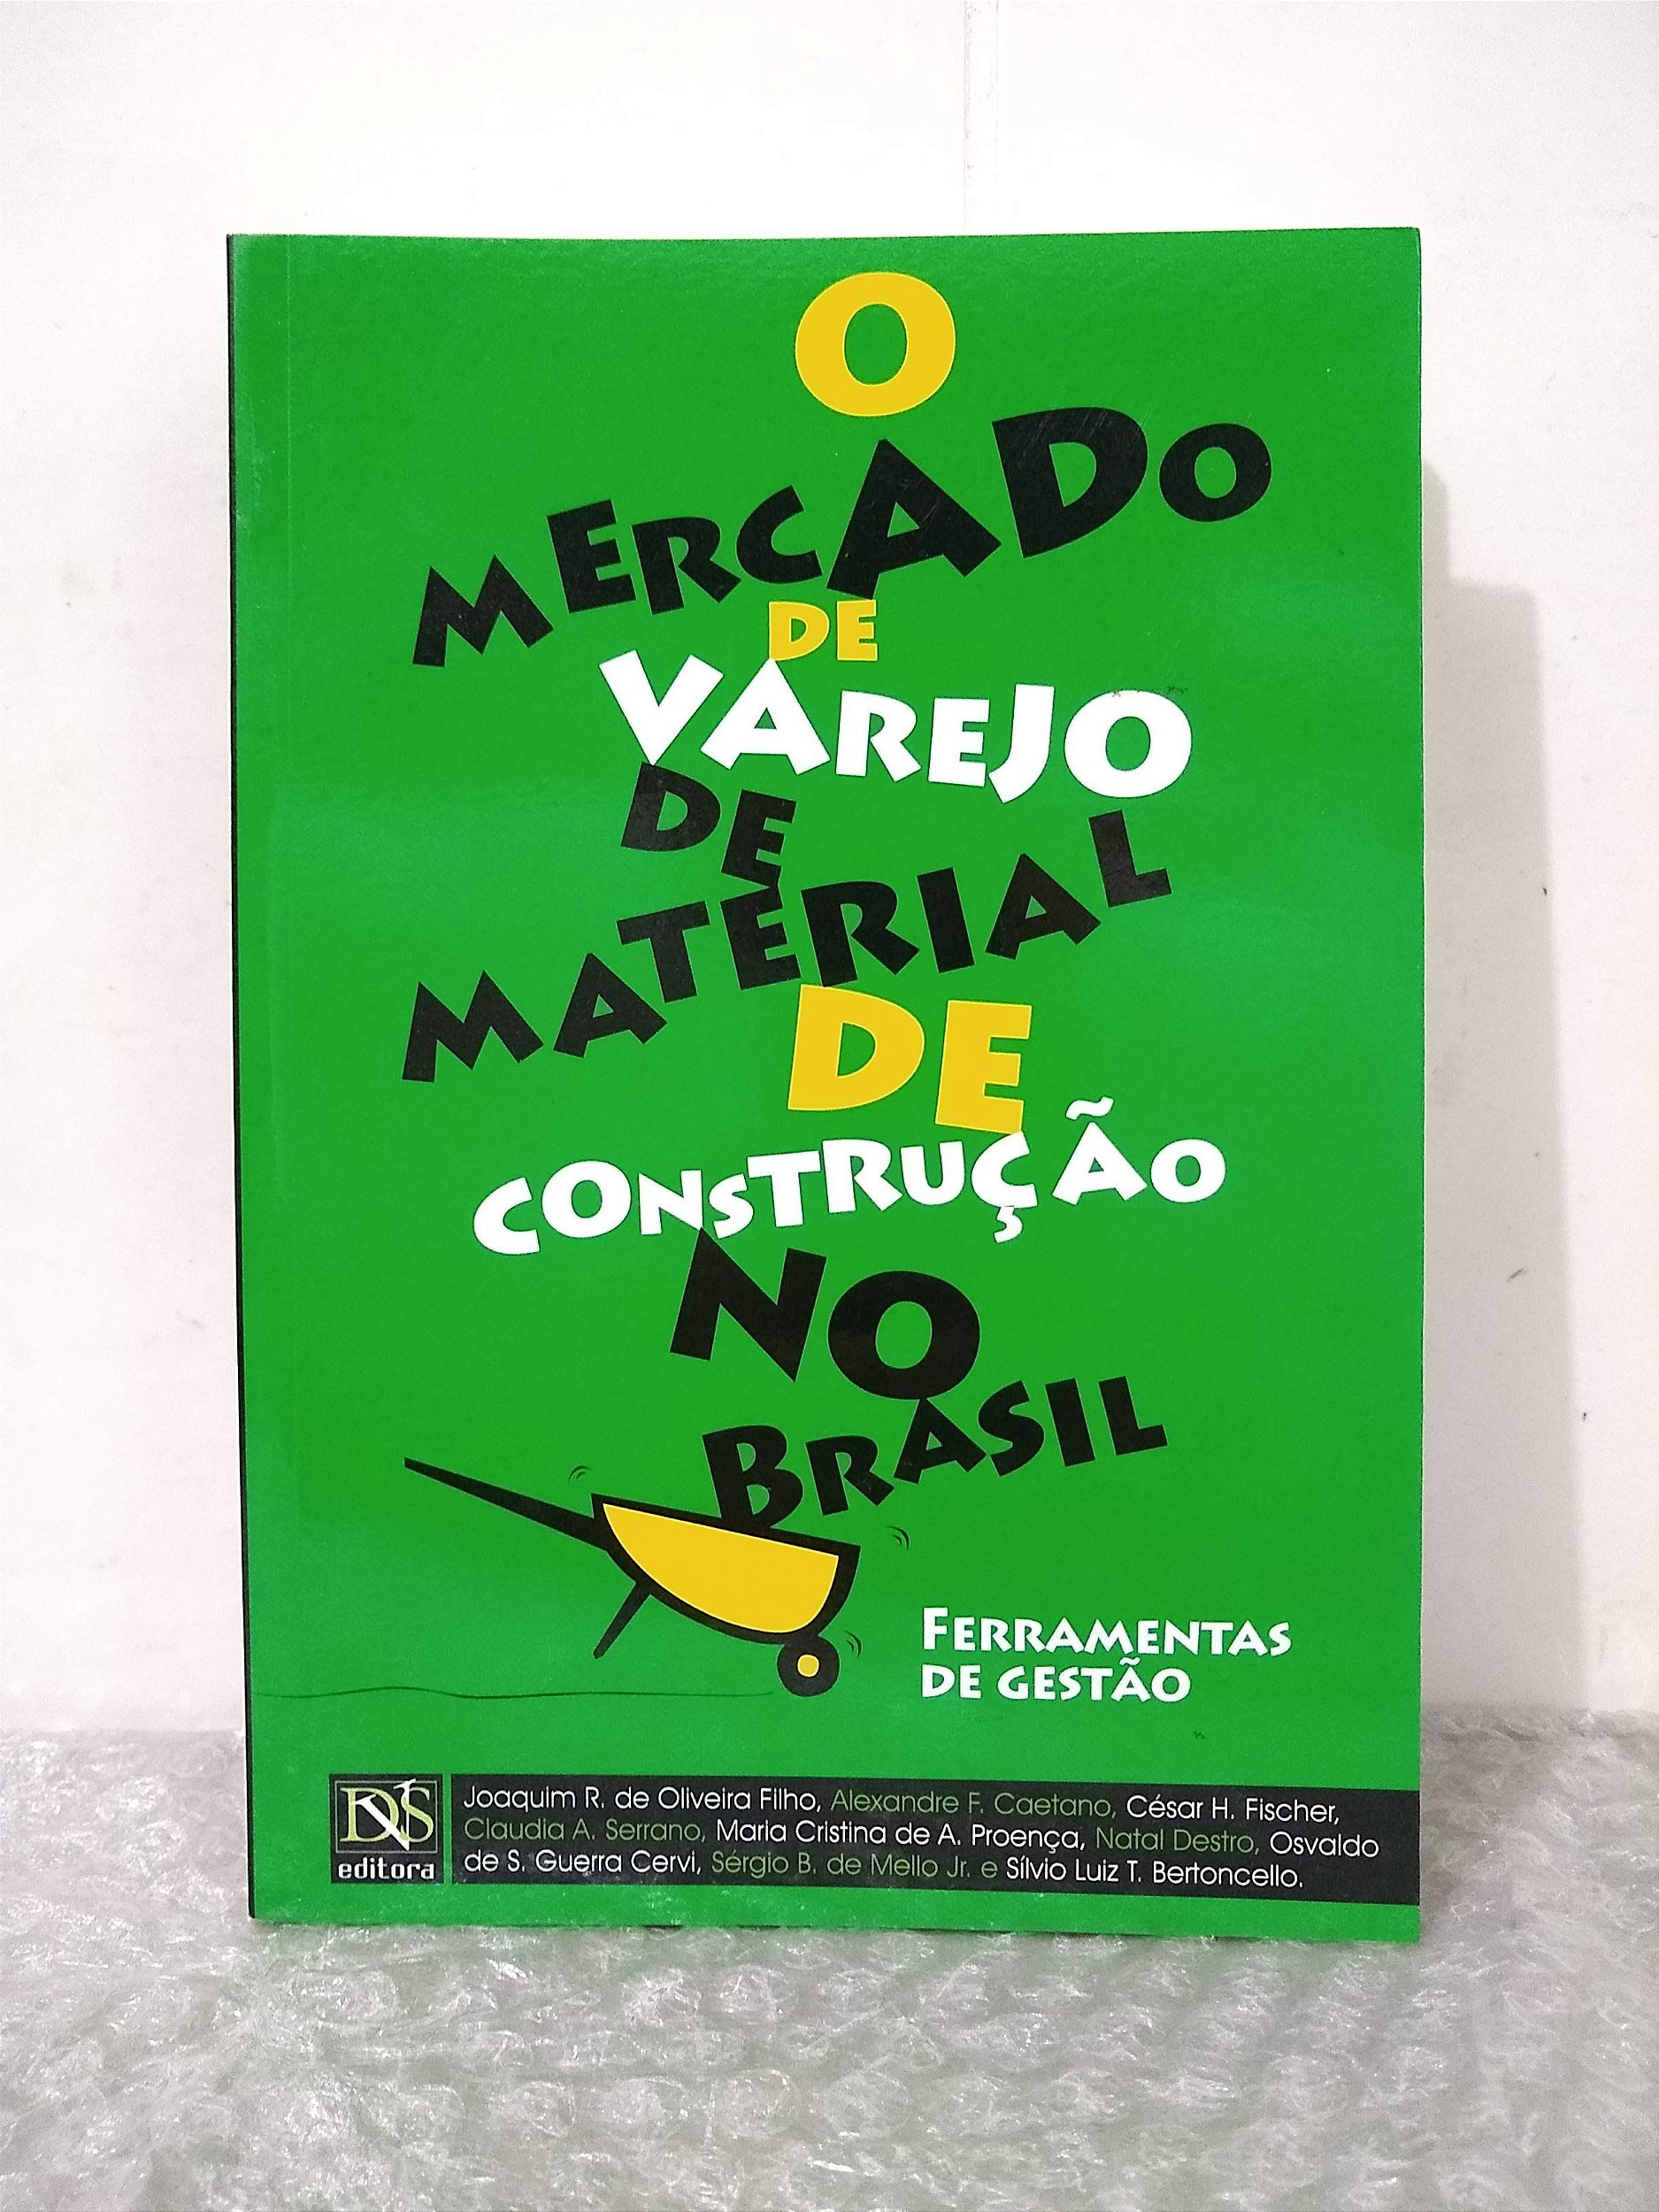 O
MERCADO
DE
VAREJO
DE
MATERIAL
DE
CONSTRUÇÃO
NO
BRASIL
FERRAMENTAS
DE GESTÃO
DVS
editora
Joaquim R. de Oliveira Filho, Alexandre F. Caetano, César H. Fischer,
Claudia A. Serrano, Maria Cristina de A. Proença, Natal Destro, Osvaldo
de S. Guerra Cervi, Sérgio B. de Mello Jr. e Sílvio Luiz T. Bertoncello.